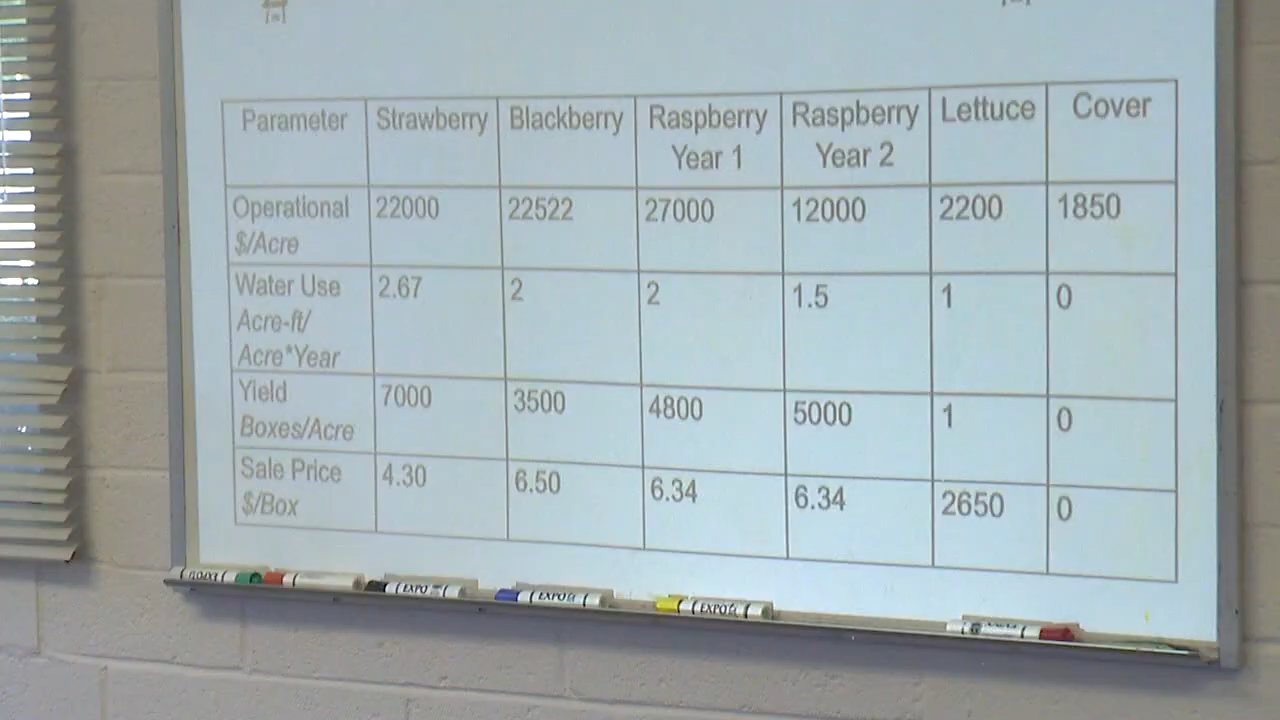 i=1
Parameter Strawberry Blackberry Raspberry Year 1 Raspberry Year 2 Lettuce Cover
Operational $/Acre 22000 22522 27000 12000 2200 1850
Water Use Acre-ft/ Acre*Year 2.67 2 2 1.5 1 0
Yield Boxes/Acre 7000 3500 4800 5000 1 0
Sale Price $/Box 4.30 6.50 6.34 6.34 2650 0
EXPO EXPO EXPO